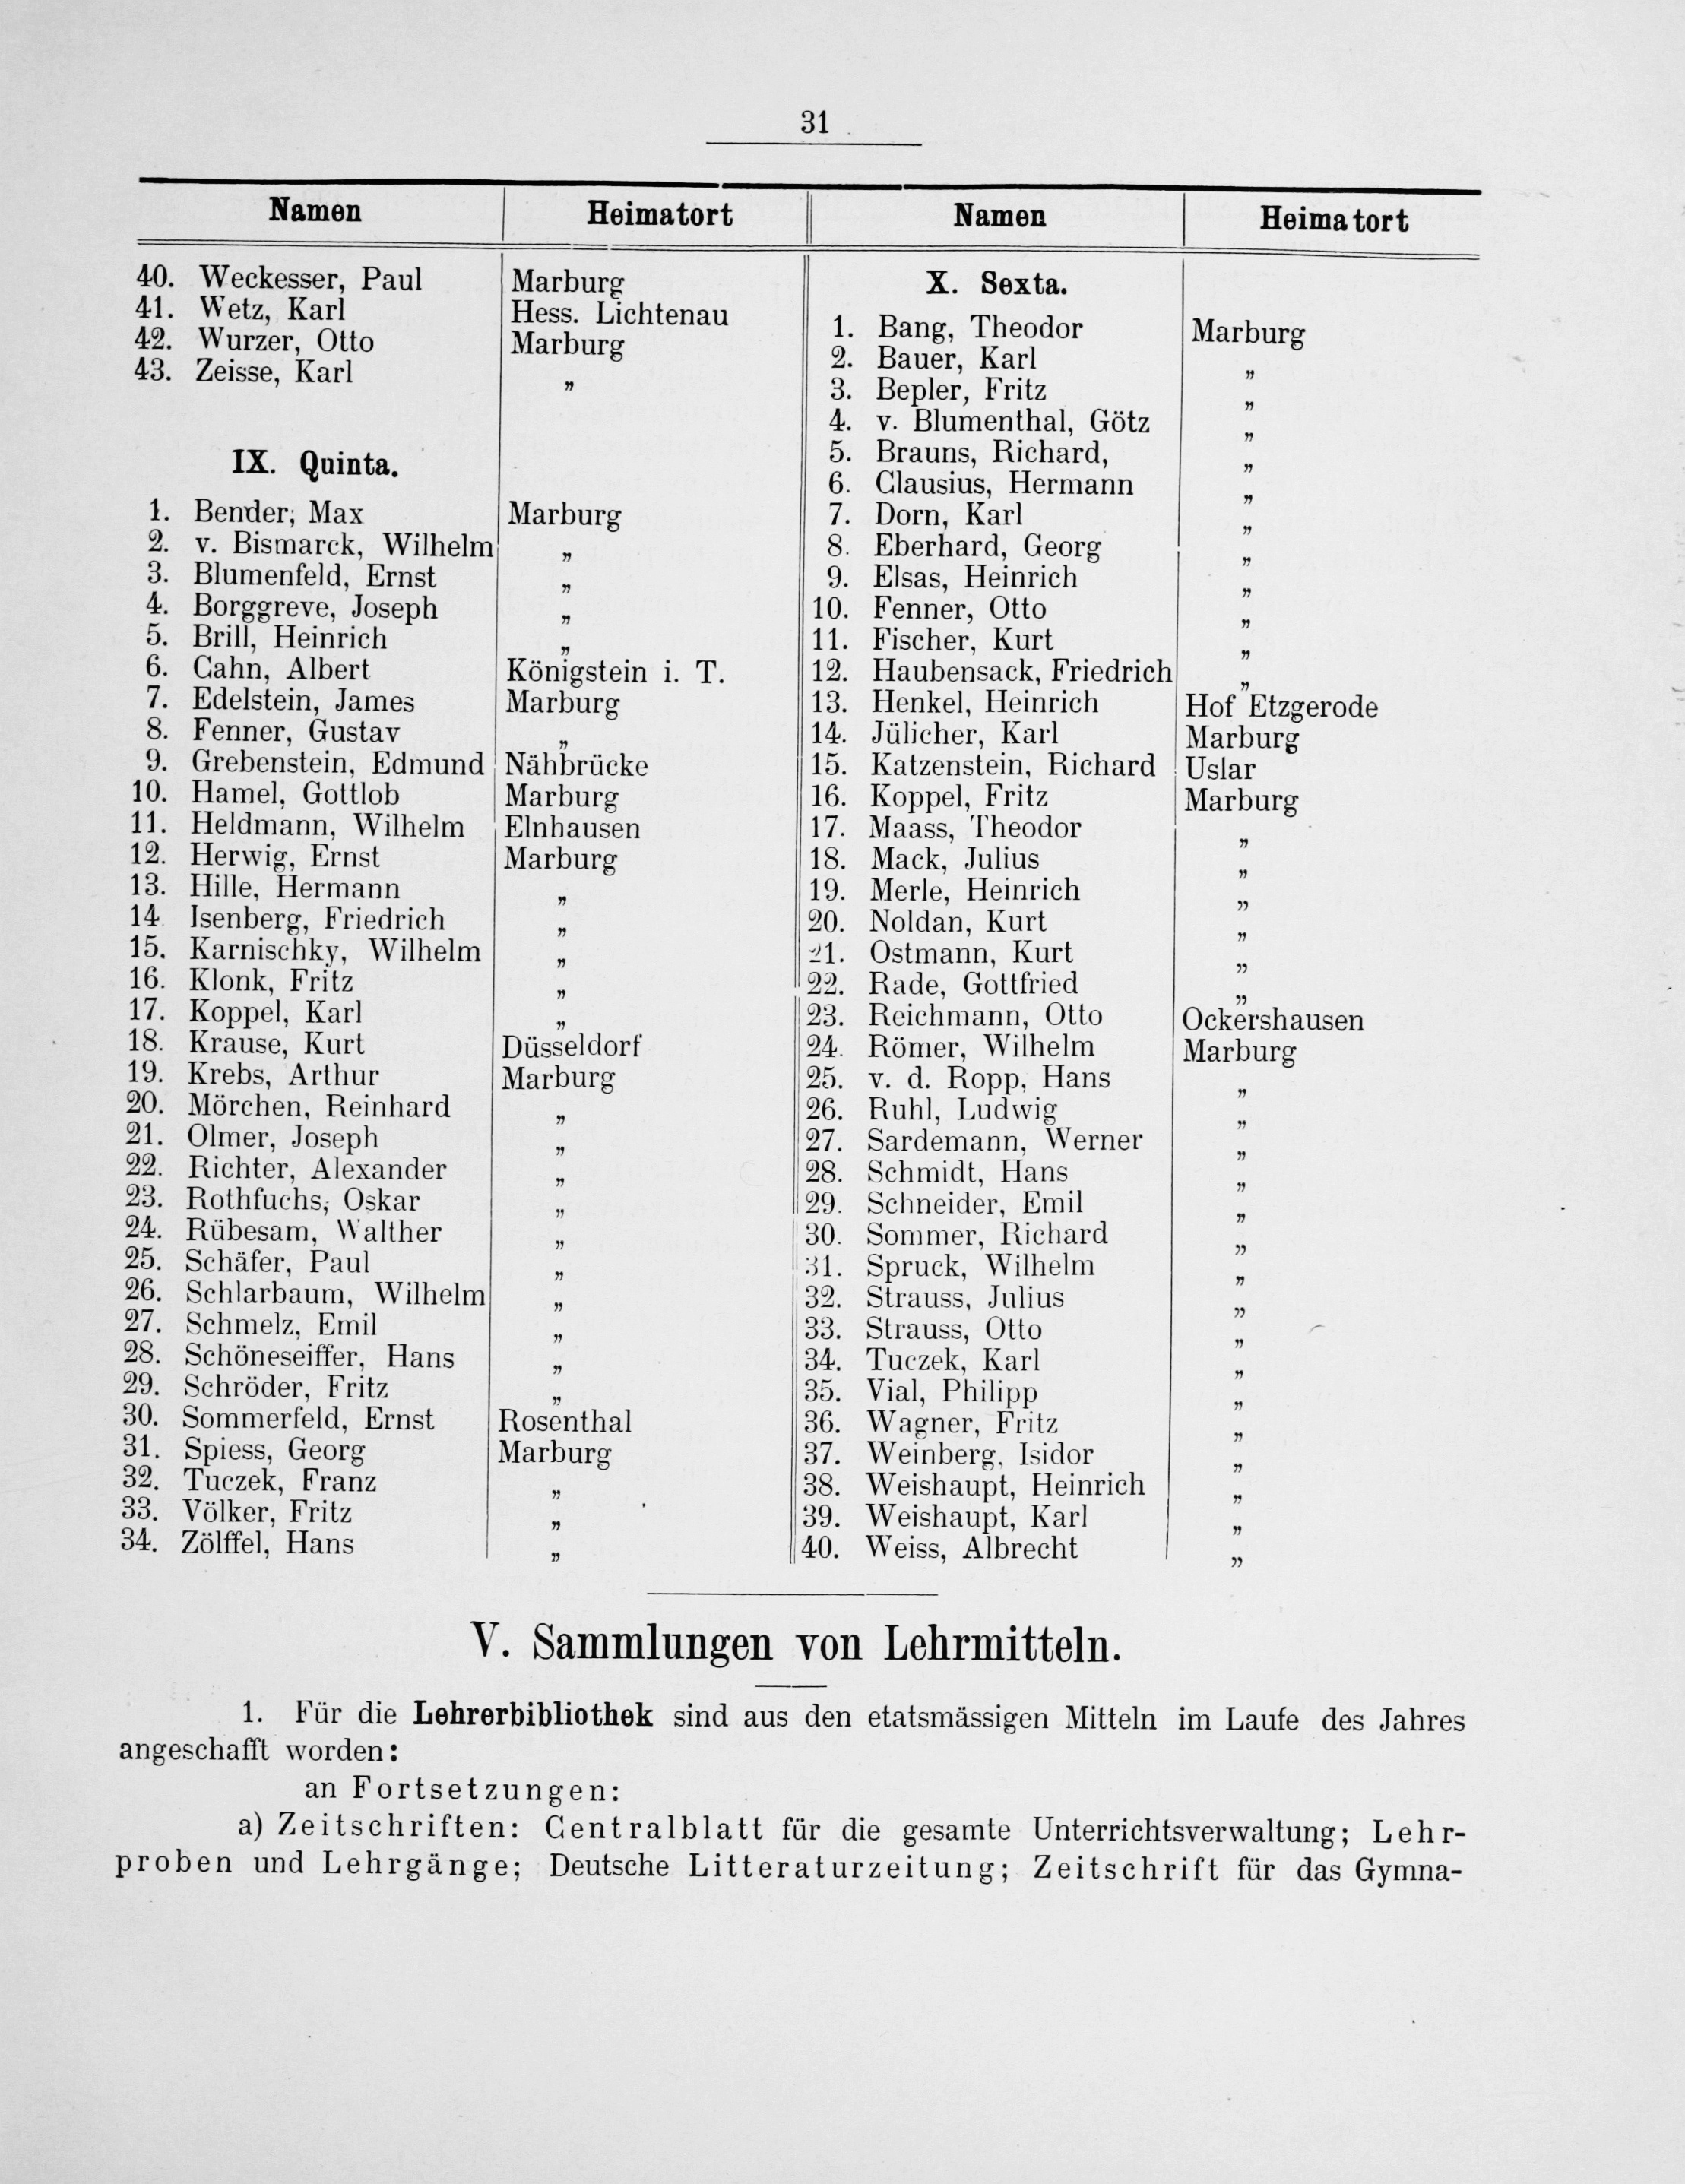 31
Namen Heimatort Namen Heimatort
40. Weckesser, Paul Marburg
41. Wetz, Karl Hess. Lichtenau
42. Wurzer, Otto Marburg
43. Zeisse, Karl „
IX. Quinta.
1. Bender, Max Marburg
2. v. Bismarck, Wilhelm „
3. Blumenfeld, Ernst „
4. Borggreve, Joseph „
5. Brill, Heinrich „
6. Cahn, Albert Königstein i. T.
7. Edelstein, James Marburg
8. Fenner, Gustav „
9. Grebenstein, Edmund Nähbrücke
10. Hamel, Gottlob Marburg
11. Heldmann, Wilhelm Elnhausen
12. Herwig, Ernst Marburg
13. Hille, Hermann „
14. Isenberg, Friedrich „
15. Karnischky, Wilhelm „
16. Klonk, Fritz „
17. Koppel, Karl „
18. Krause, Kurt Düsseldorf
19. Krebs, Arthur Marburg
20. Mörchen, Reinhard „
21. Olmer, Joseph „
22. Richter, Alexander „
23. Rothfuchs, Oskar „
24. Rübesam, Walther „
25. Schäfer, Paul „
26. Schlarbaum, Wilhelm „
27. Schmelz, Emil „
28. Schöneseiffer, Hans „
29. Schröder, Fritz „
30. Sommerfeld, Ernst Rosenthal
31. Spiess, Georg Marburg
32. Tuczek, Franz „
33. Völker, Fritz „
34. Zölffel, Hans „
X. Sexta.
1. Bang, Theodor Marburg
2. Bauer, Karl „
3. Bepler, Fritz „
4. v. Blumenthal, Götz „
5. Brauns, Richard, „
6. Clausius, Hermann „
7. Dorn, Karl „
8. Eberhard, Georg „
9. Elsas, Heinrich „
10. Fenner, Otto „
11. Fischer, Kurt „
12. Haubensack, Friedrich „
13. Henkel, Heinrich Hof Etzgerode
14. Jülicher, Karl Marburg
15. Katzenstein, Richard Uslar
16. Koppel, Fritz Marburg
17. Maass, Theodor „
18. Mack, Julius „
19. Merle, Heinrich „
20. Noldan, Kurt „
21. Ostmann, Kurt „
22. Rade, Gottfried „
23. Reichmann, Otto Ockershausen
24. Römer, Wilhelm Marburg
25. v. d. Ropp, Hans „
26. Ruhl, Ludwig „
27. Sardemann, Werner „
28. Schmidt, Hans „
29. Schneider, Emil „
30. Sommer, Richard „
31. Spruck, Wilhelm „
32. Strauss, Julius „
33. Strauss, Otto „
34. Tuczek, Karl „
35. Vial, Philipp „
36. Wagner, Fritz „
37. Weinberg, Isidor „
38. Weishaupt, Heinrich „
39. Weishaupt, Karl „
40. Weiss, Albrecht „
V. Sammlungen von Lehrmitteln.
1. Für die Lehrerbibliothek sind aus den etatsmässigen Mitteln im Laufe des Jahres
angeschafft worden:
an Fortsetzungen:
a) Zeitschriften: Centralblatt für die gesamte Unterrichtsverwaltung; Lehr-
proben und Lehrgänge; Deutsche Litteraturzeitung; Zeitschrift für das Gymna-